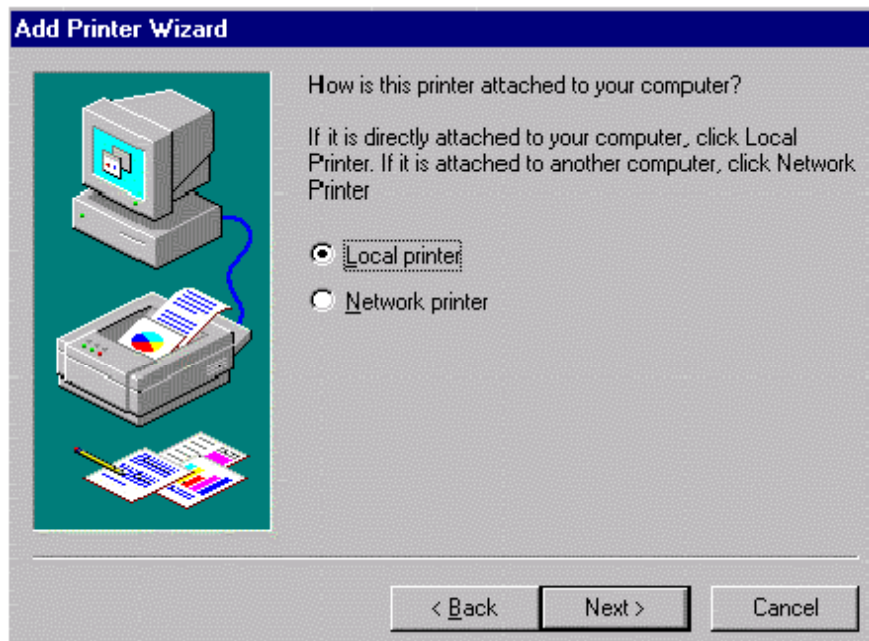 Add Printer Wizard
How is this printer attached to your computer?
If it is directly attached to your computer, click Local
Printer. If it is attached to another computer, click Network
Printer
Local printer
Network printer
< Back
Next >
Cancel